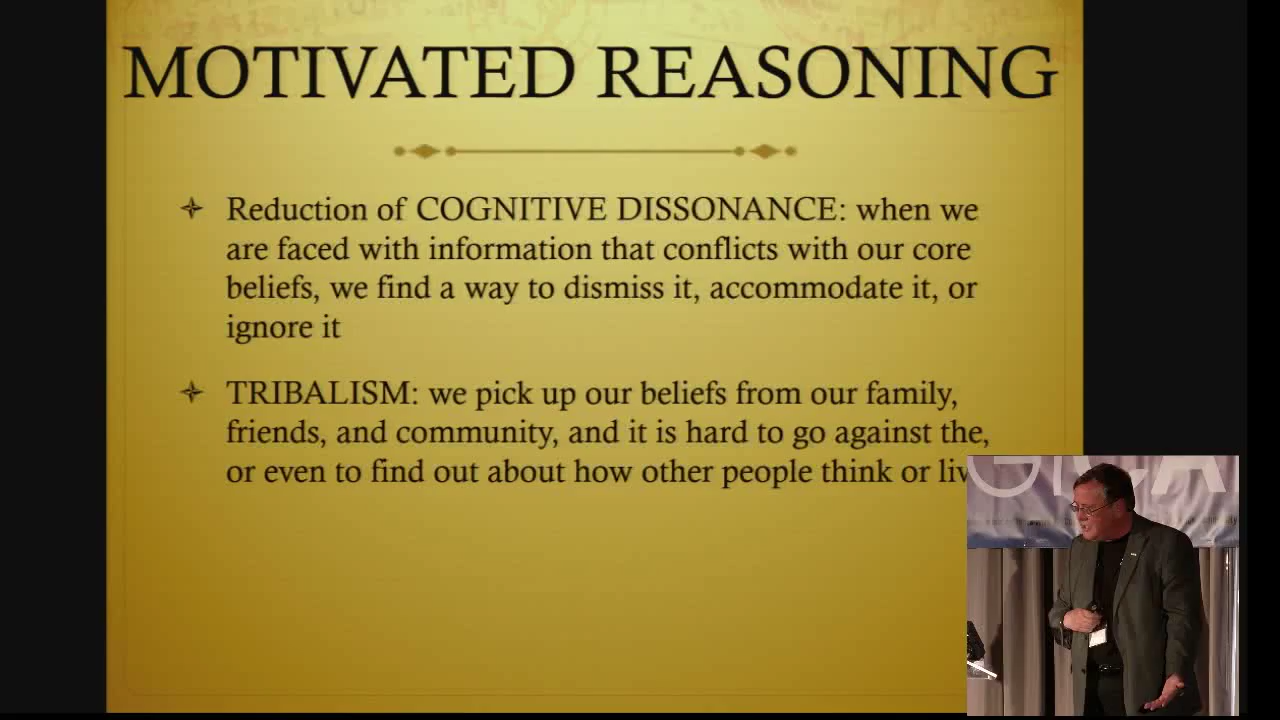 MOTIVATED REASONING
Reduction of COGNITIVE DISSONANCE: when we
are faced with information that conflicts with our core
beliefs, we find a way to dismiss it, accommodate it, or
ignore it
TRIBALISM: we pick up our beliefs from our family,
friends, and community, and it is hard to go against the,
or even to find out about how other people think or liv